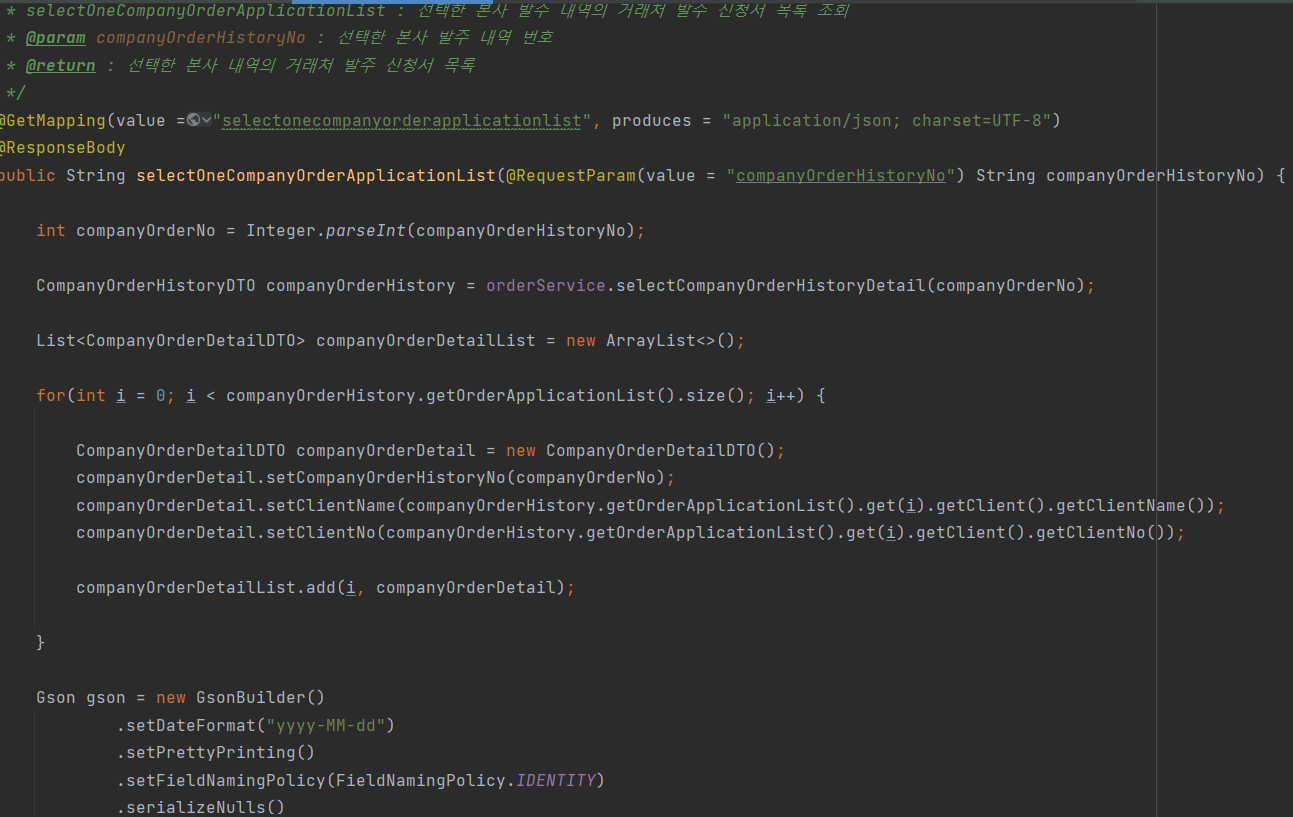 * selectOneCompanyOrderApplicationList : 선택한 본사 발주 내역의 거래처 발주 신청서 목록 조회
* @param companyOrderHistoryNo : 선택한 본사 발주 내역 번호
* @return : 선택한 본사 내역의 거래처 발주 신청서 목록
*/
@GetMapping(value ="selectonecompanyorderapplicationlist", produces = "application/json; charset=UTF-8")
@ResponseBody
public String selectOneCompanyOrderApplicationList(@RequestParam(value = "companyOrderHistoryNo") String companyOrderHistoryNo) {
int companyOrderNo = Integer.parseInt(companyOrderHistoryNo);
CompanyOrderHistoryDTO companyOrderHistory = orderService.selectCompanyOrderHistoryDetail(companyOrderNo);
List<CompanyOrderDetailDTO> companyOrderDetailList = new ArrayList<>();
for(int i = 0; i < companyOrderHistory.getOrderApplicationList().size(); i++) {
CompanyOrderDetailDTO companyOrderDetail = new CompanyOrderDetailDTO();
companyOrderDetail.setCompanyOrderHistoryNo(companyOrderNo);
companyOrderDetail.setClientName(companyOrderHistory.getOrderApplicationList().get(i).getClient().getClientName());
companyOrderDetail.setClientNo(companyOrderHistory.getOrderApplicationList().get(i).getClient().getClientNo());
companyOrderDetailList.add(i, companyOrderDetail);
}
Gson gson = new GsonBuilder()
.setDateFormat("yyyy-MM-dd")
.setPrettyPrinting()
.setFieldNamingPolicy(FieldNamingPolicy.IDENTITY)
.serializeNulls()